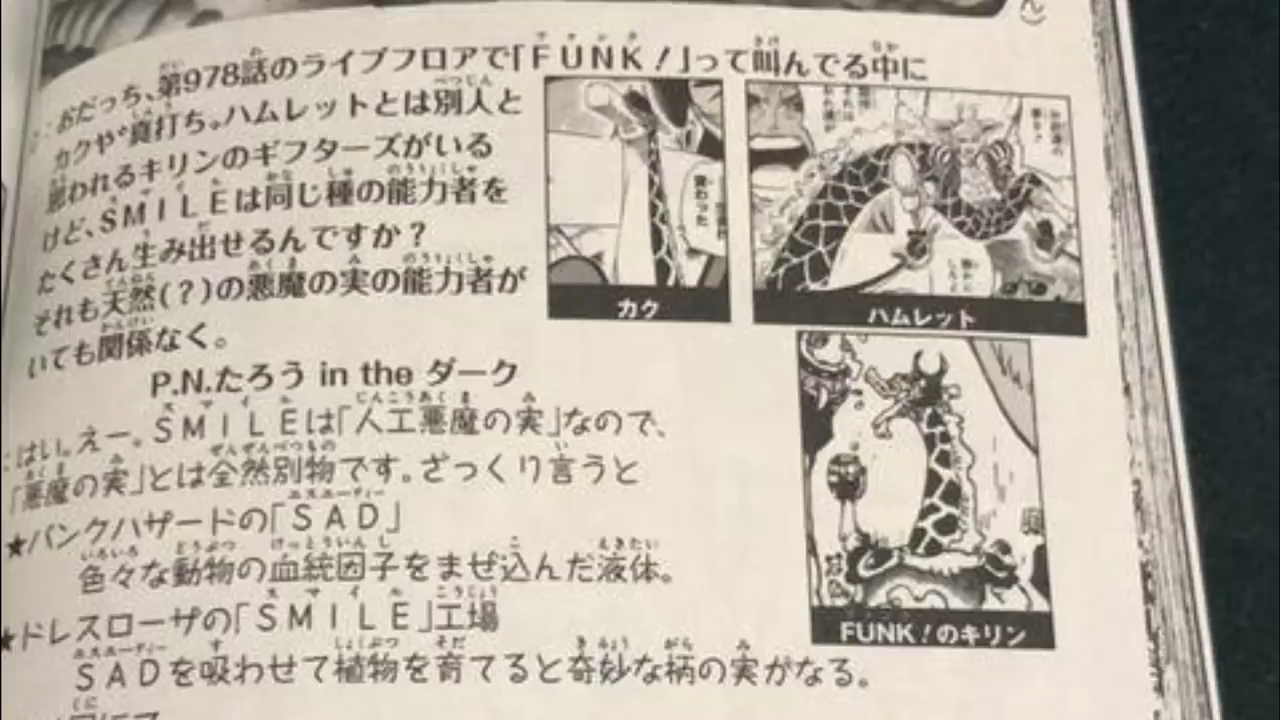 おだっち、第978話のライブフロアで「FUNK！」って叫んでる中に
カクや“真打ち”ハムレットとは別人と
思われるキリンのギフターズがいる
けど、SMILEは同じ種の能力者を
たくさん生み出せるんですか？
それも天然(？)の悪魔の実の能力者が
いても関係なく。
P.N.たろう in the ダーク
カク
ハムレット
FUNK！のキリン
はい。えー。SMILEは「人工悪魔の実」なので、
「悪魔の実」とは全然別物です。ざっくり言うと
★パンクハザードの「SAD」
色々な動物の血統因子をまぜ込んだ液体。
★ドレスローザの「SMILE」工場
SADを吸わせて植物を育てると奇妙な柄の実がなる。